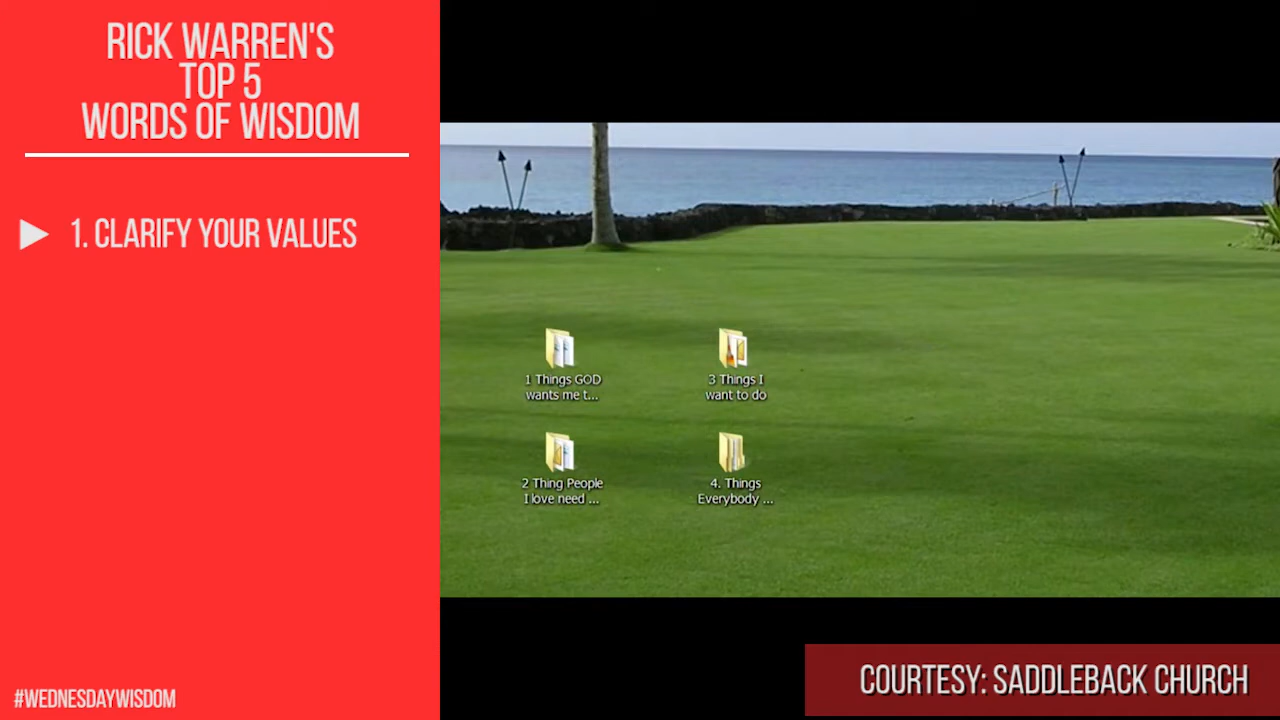 RICK WARREN'S
TOP 5
WORDS OF WISDOM
1. CLARIFY YOUR VALUES
1 Things GOD
wants me t...
3 Things I
want to do
2 Thing People
I love need ...
4. Things
Everybody ...
COURTESY: SADDLEBACK CHURCH
#WEDNESDAYWISDOM